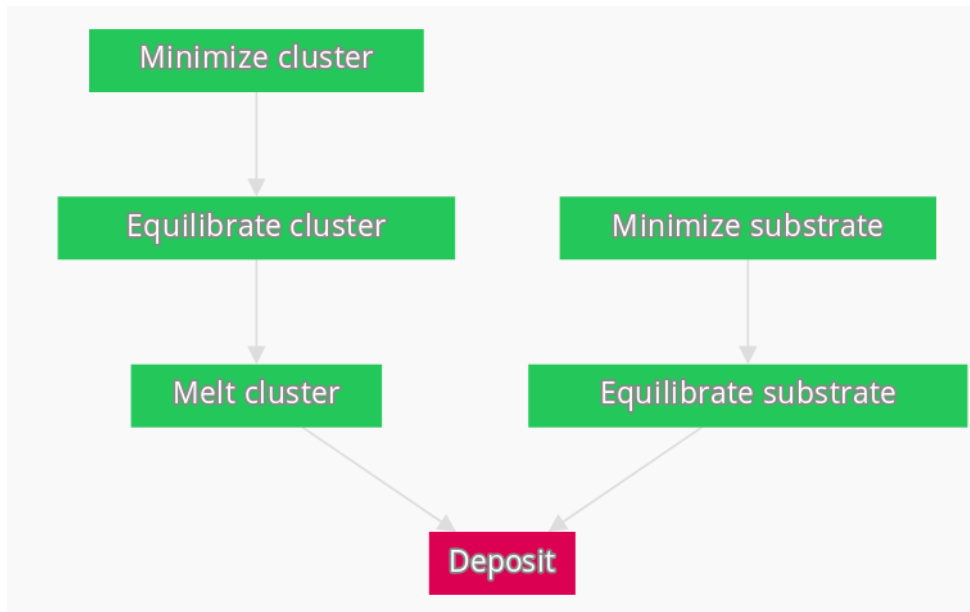 Minimize cluster
Equilibrate cluster
Minimize substrate
Melt cluster
Equilibrate substrate
Deposit